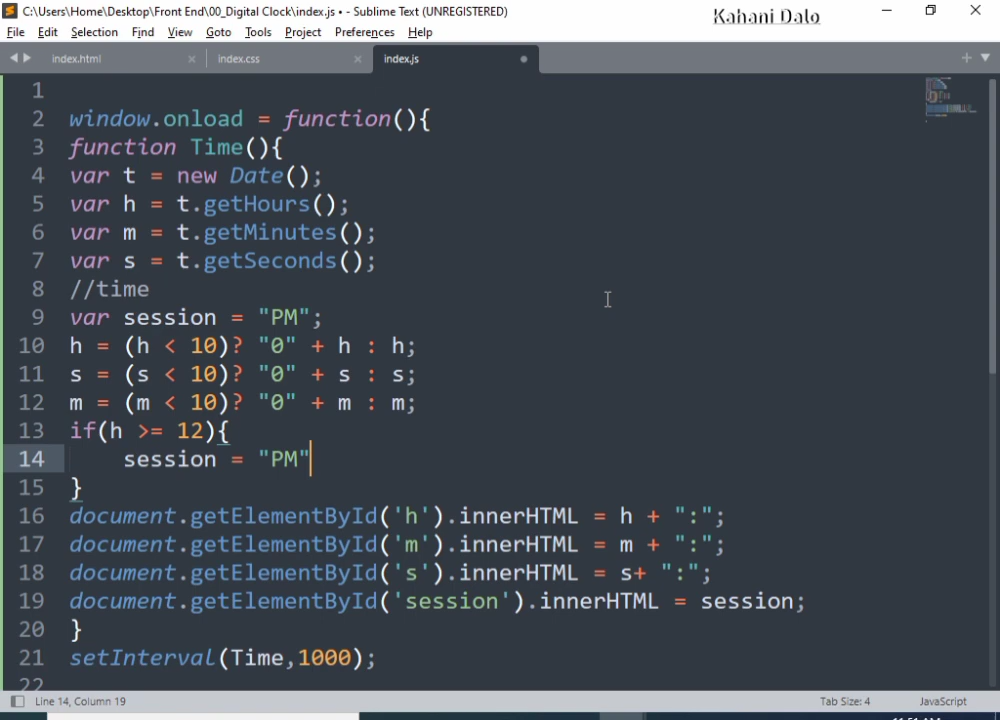 C:\Users\Home\Desktop\Front End\00_Digital Clock\index.js • - Sublime Text (UNREGISTERED)
Kahani Dalo
File Edit Selection Find View Goto Tools Project Preferences Help
index.html index.css index.js
1
2 window.onload = function(){
3 function Time(){
4 var t = new Date();
5 var h = t.getHours();
6 var m = t.getMinutes();
7 var s = t.getSeconds();
8 //time
9 var session = "PM";
10 h = (h < 10)? "0" + h : h;
11 s = (s < 10)? "0" + s : s;
12 m = (m < 10)? "0" + m : m;
13 if(h >= 12){
14 session = "PM"
15 }
16 document.getElementById('h').innerHTML = h + ":";
17 document.getElementById('m').innerHTML = m + ":";
18 document.getElementById('s').innerHTML = s+ ":";
19 document.getElementById('session').innerHTML = session;
20 }
21 setInterval(Time,1000);
22
Line 14, Column 19 Tab Size: 4 JavaScript